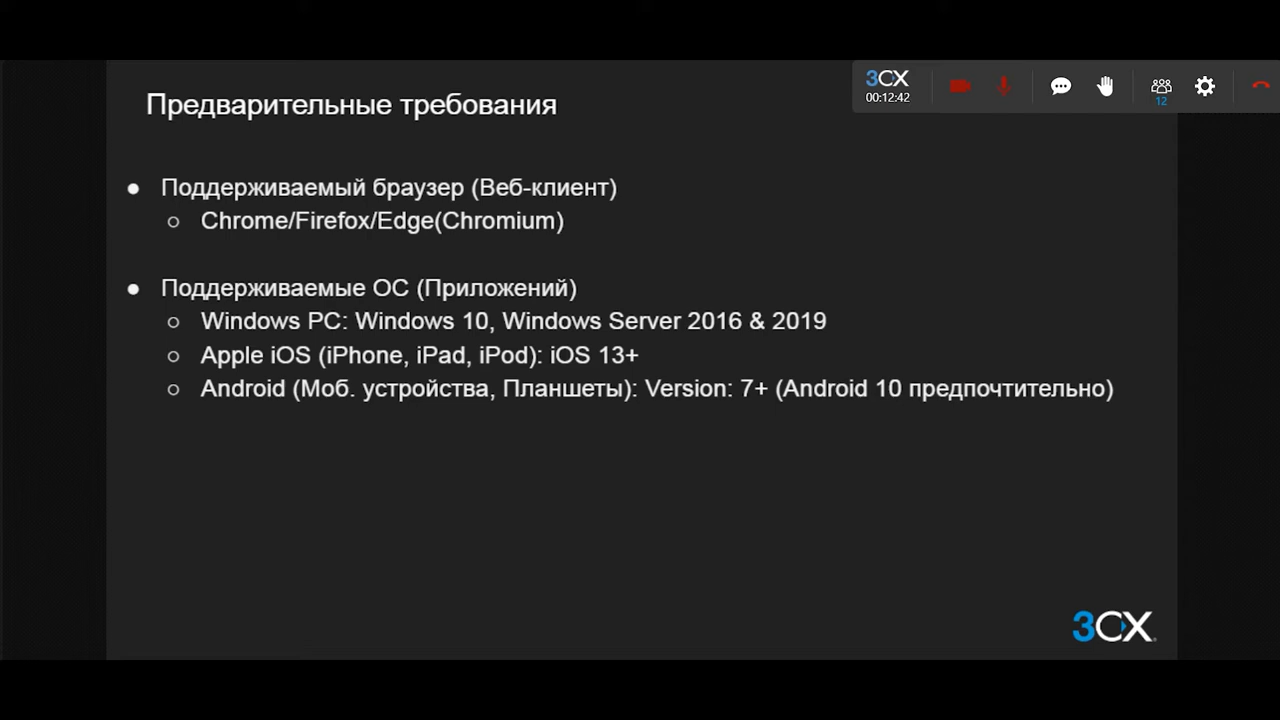 3CX
00:12:42
12
Предварительные требования
● Поддерживаемый браузер (Веб-клиент)
○ Chrome/Firefox/Edge(Chromium)
● Поддерживаемые ОС (Приложений)
○ Windows PC: Windows 10, Windows Server 2016 & 2019
○ Apple iOS (iPhone, iPad, iPod): iOS 13+
○ Android (Моб. устройства, Планшеты): Version: 7+ (Android 10 предпочтительно)
3CX